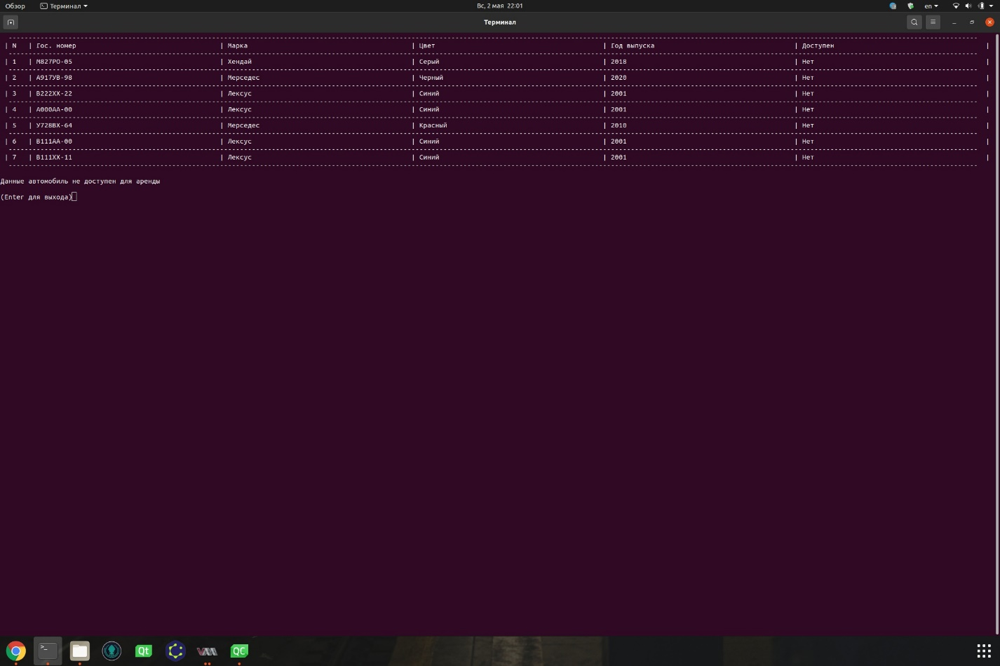 Обзор Терминал Вс, 2 мая 22:01 en
Терминал
| N | Гос. номер | Марка | Цвет | Год выпуска | Доступен |
| 1 | М827РО-05 | Хендай | Серый | 2018 | Нет |
| 2 | А917УВ-98 | Мерседес | Черный | 2020 | Нет |
| 3 | В222ХХ-22 | Лексус | Синий | 2001 | Нет |
| 4 | А000АА-00 | Лексус | Синий | 2001 | Нет |
| 5 | У728ВХ-64 | Мерседес | Красный | 2010 | Нет |
| 6 | В111АА-00 | Лексус | Синий | 2001 | Нет |
| 7 | В111ХХ-11 | Лексус | Синий | 2001 | Нет |
Данные автомобиль не доступен для аренды
(Enter для выхода)
>_ Qt QC